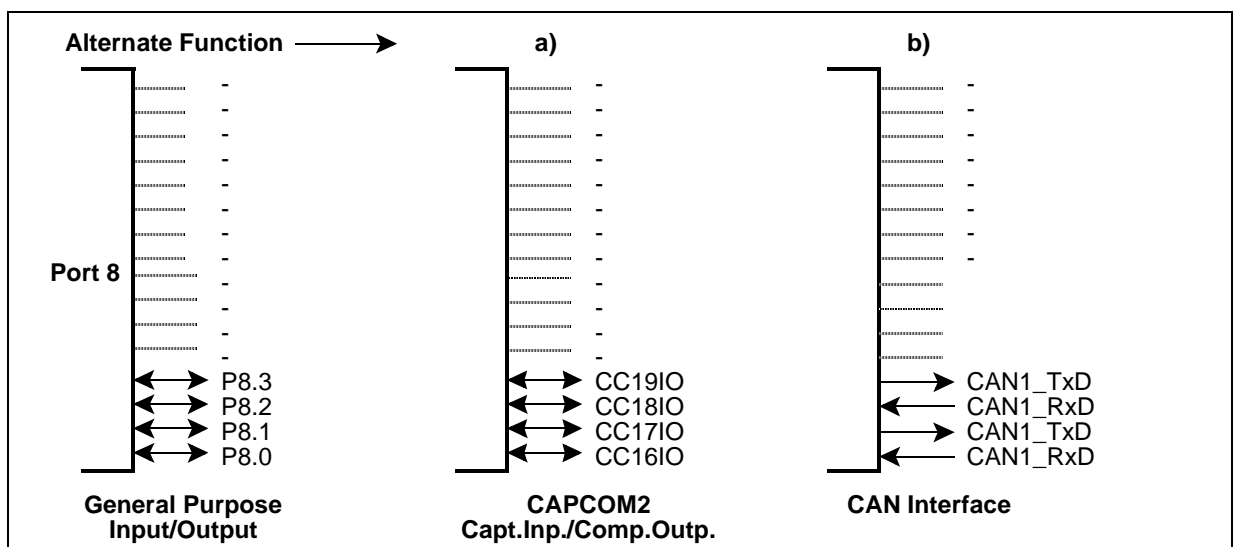 Alternate Function a) b)
- - -
- - -
- - -
- - -
- - -
- - -
- - -
- - -
Port 8
- -
- -
- -
- -
P8.3 CC19IO CAN1_TxD
P8.2 CC18IO CAN1_RxD
P8.1 CC17IO CAN1_TxD
P8.0 CC16IO CAN1_RxD
General Purpose CAPCOM2 CAN Interface
Input/Output Capt.Inp./Comp.Outp.